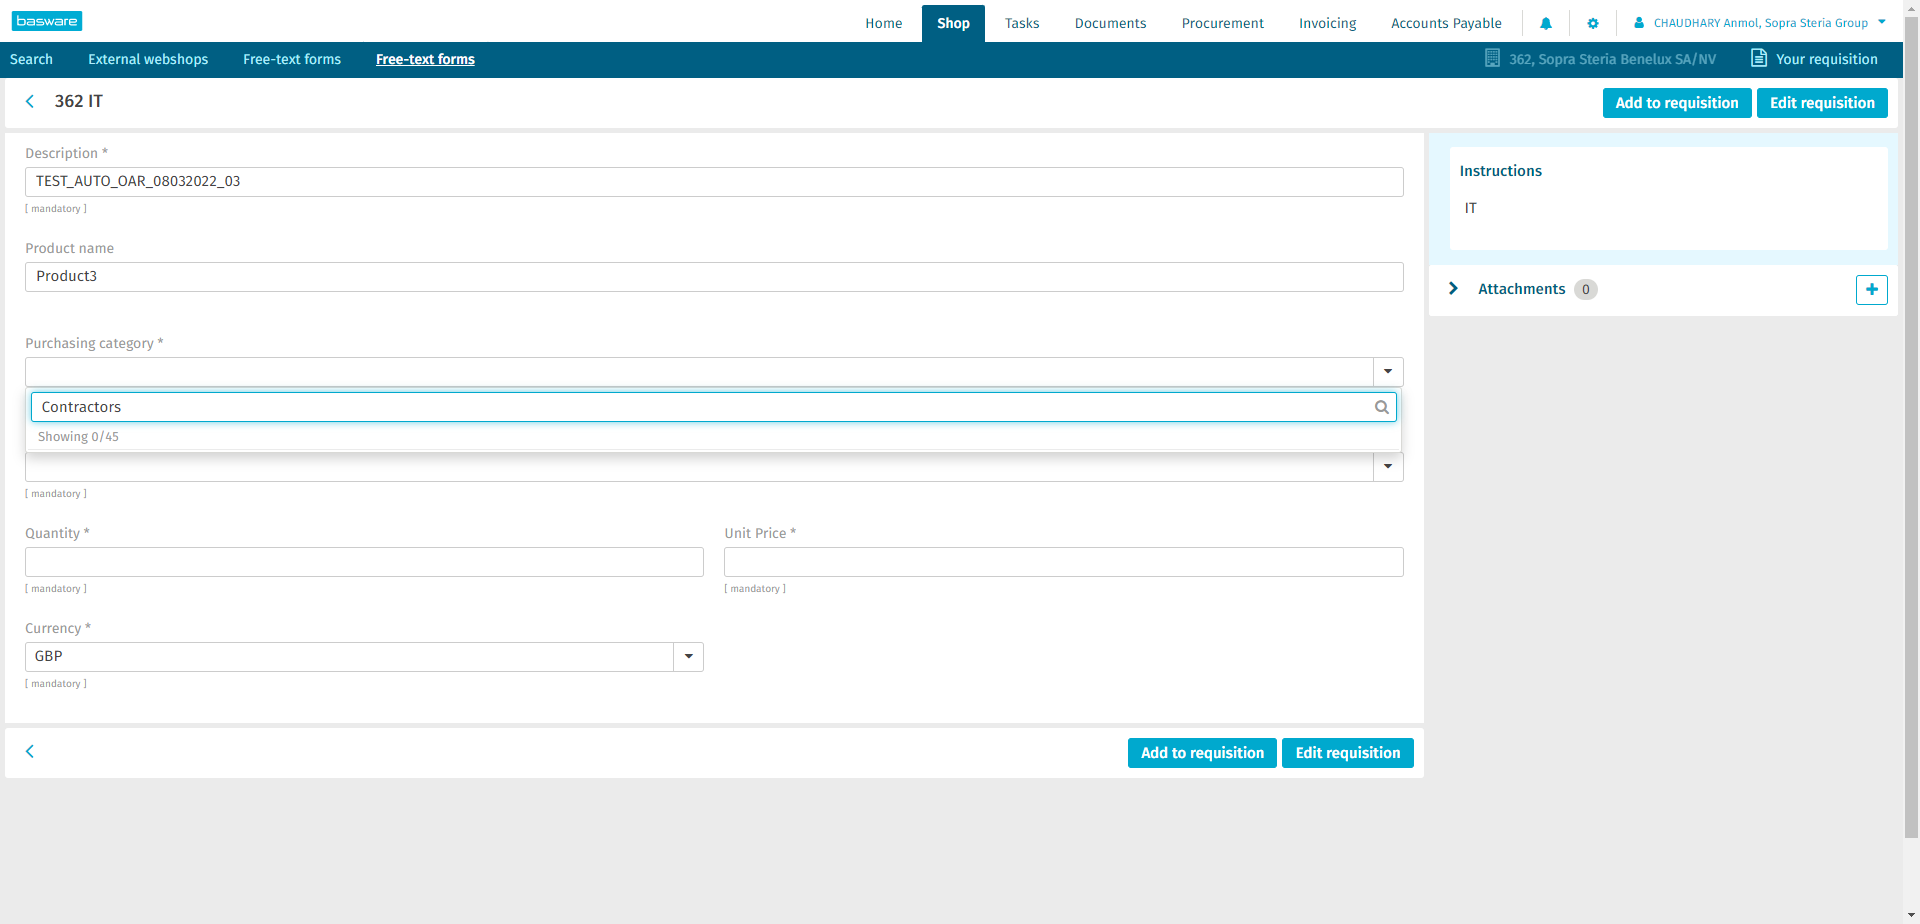 basware
Home
Shop
Tasks
Documents
Procurement
Invoicing
Accounts Payable
CHAUDHARY Anmol, Sopra Steria Group
Search
External webshops
Free-text forms
Free-text forms
362, Sopra Steria Benelux SA/NV
Your requisition
362 IT
Add to requisition
Edit requisition
Description *
TEST_AUTO_OAR_08032022_03
[ mandatory ]
Product name
Product3
Purchasing category *
Contractors
Showing 0/45
[ mandatory ]
Quantity *
Unit Price *
[ mandatory ]
[ mandatory ]
Currency *
GBP
[ mandatory ]
Add to requisition
Edit requisition
Instructions
IT
Attachments 0